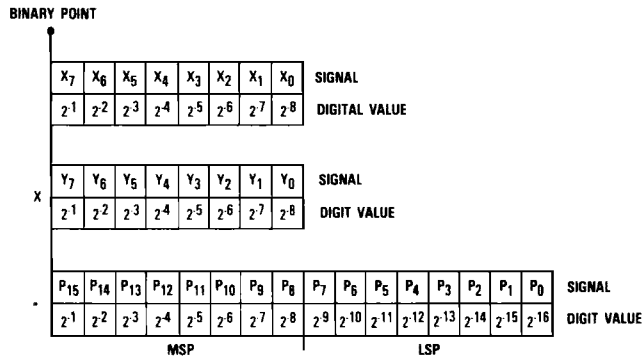 BINARY POINT
X7 X6 X5 X4 X3 X2 X1 X0 SIGNAL
2-1 2-2 2-3 2-4 2-5 2-6 2-7 2-8 DIGITAL VALUE
Y7 Y6 Y5 Y4 Y3 Y2 Y1 Y0 SIGNAL
X 2-1 2-2 2-3 2-4 2-5 2-6 2-7 2-8 DIGIT VALUE
P15 P14 P13 P12 P11 P10 P9 P8 P7 P6 P5 P4 P3 P2 P1 P0 SIGNAL
2-1 2-2 2-3 2-4 2-5 2-6 2-7 2-8 2-9 2-10 2-11 2-12 2-13 2-14 2-15 2-16 DIGIT VALUE
MSP LSP